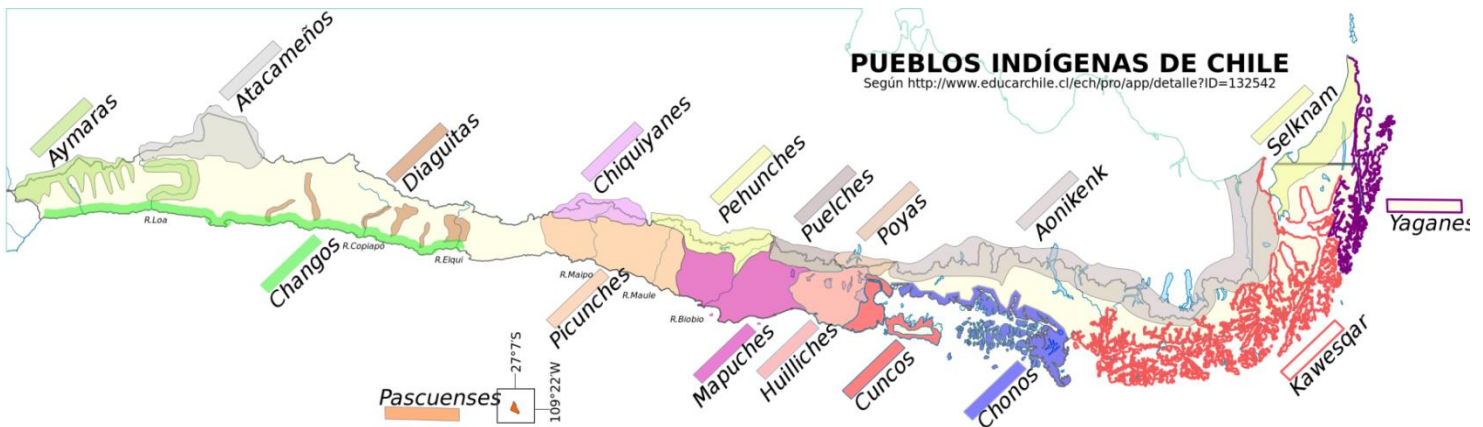 PUEBLOS INDÍGENAS DE CHILE
Según http://www.educarchile.cl/ech/pro/app/detalle?ID=132542
Aymaras
Atacameños
Diaguitas
Chiquiyanes
Pehunches
Puelches
Poyas
Aonikenk
Selknam
Yaganes
R.Loa
R.Copiapó
R.Elqui
R.Maipo
R.Maule
R.Biobio
Changos
Picunches
Mapuches
Huilliches
Cuncos
Chonos
Kawesqar
Pascuenses
27°7'S
109°22'W